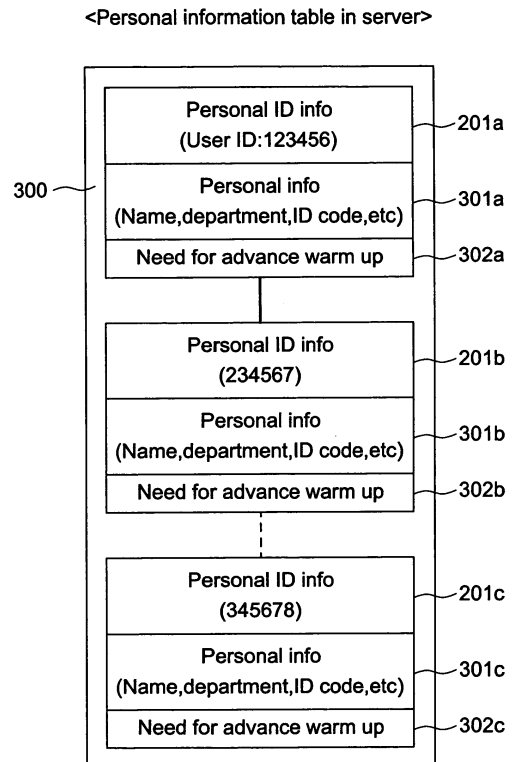 <Personal information table in server>
Personal ID info
(User ID:123456)
201a
300
Personal info
(Name,department,ID code,etc)
301a
Need for advance warm up
302a
Personal ID info
(234567)
201b
Personal info
(Name,department,ID code,etc)
301b
Need for advance warm up
302b
Personal ID info
(345678)
201c
Personal info
(Name,department,ID code,etc)
301c
Need for advance warm up
302c